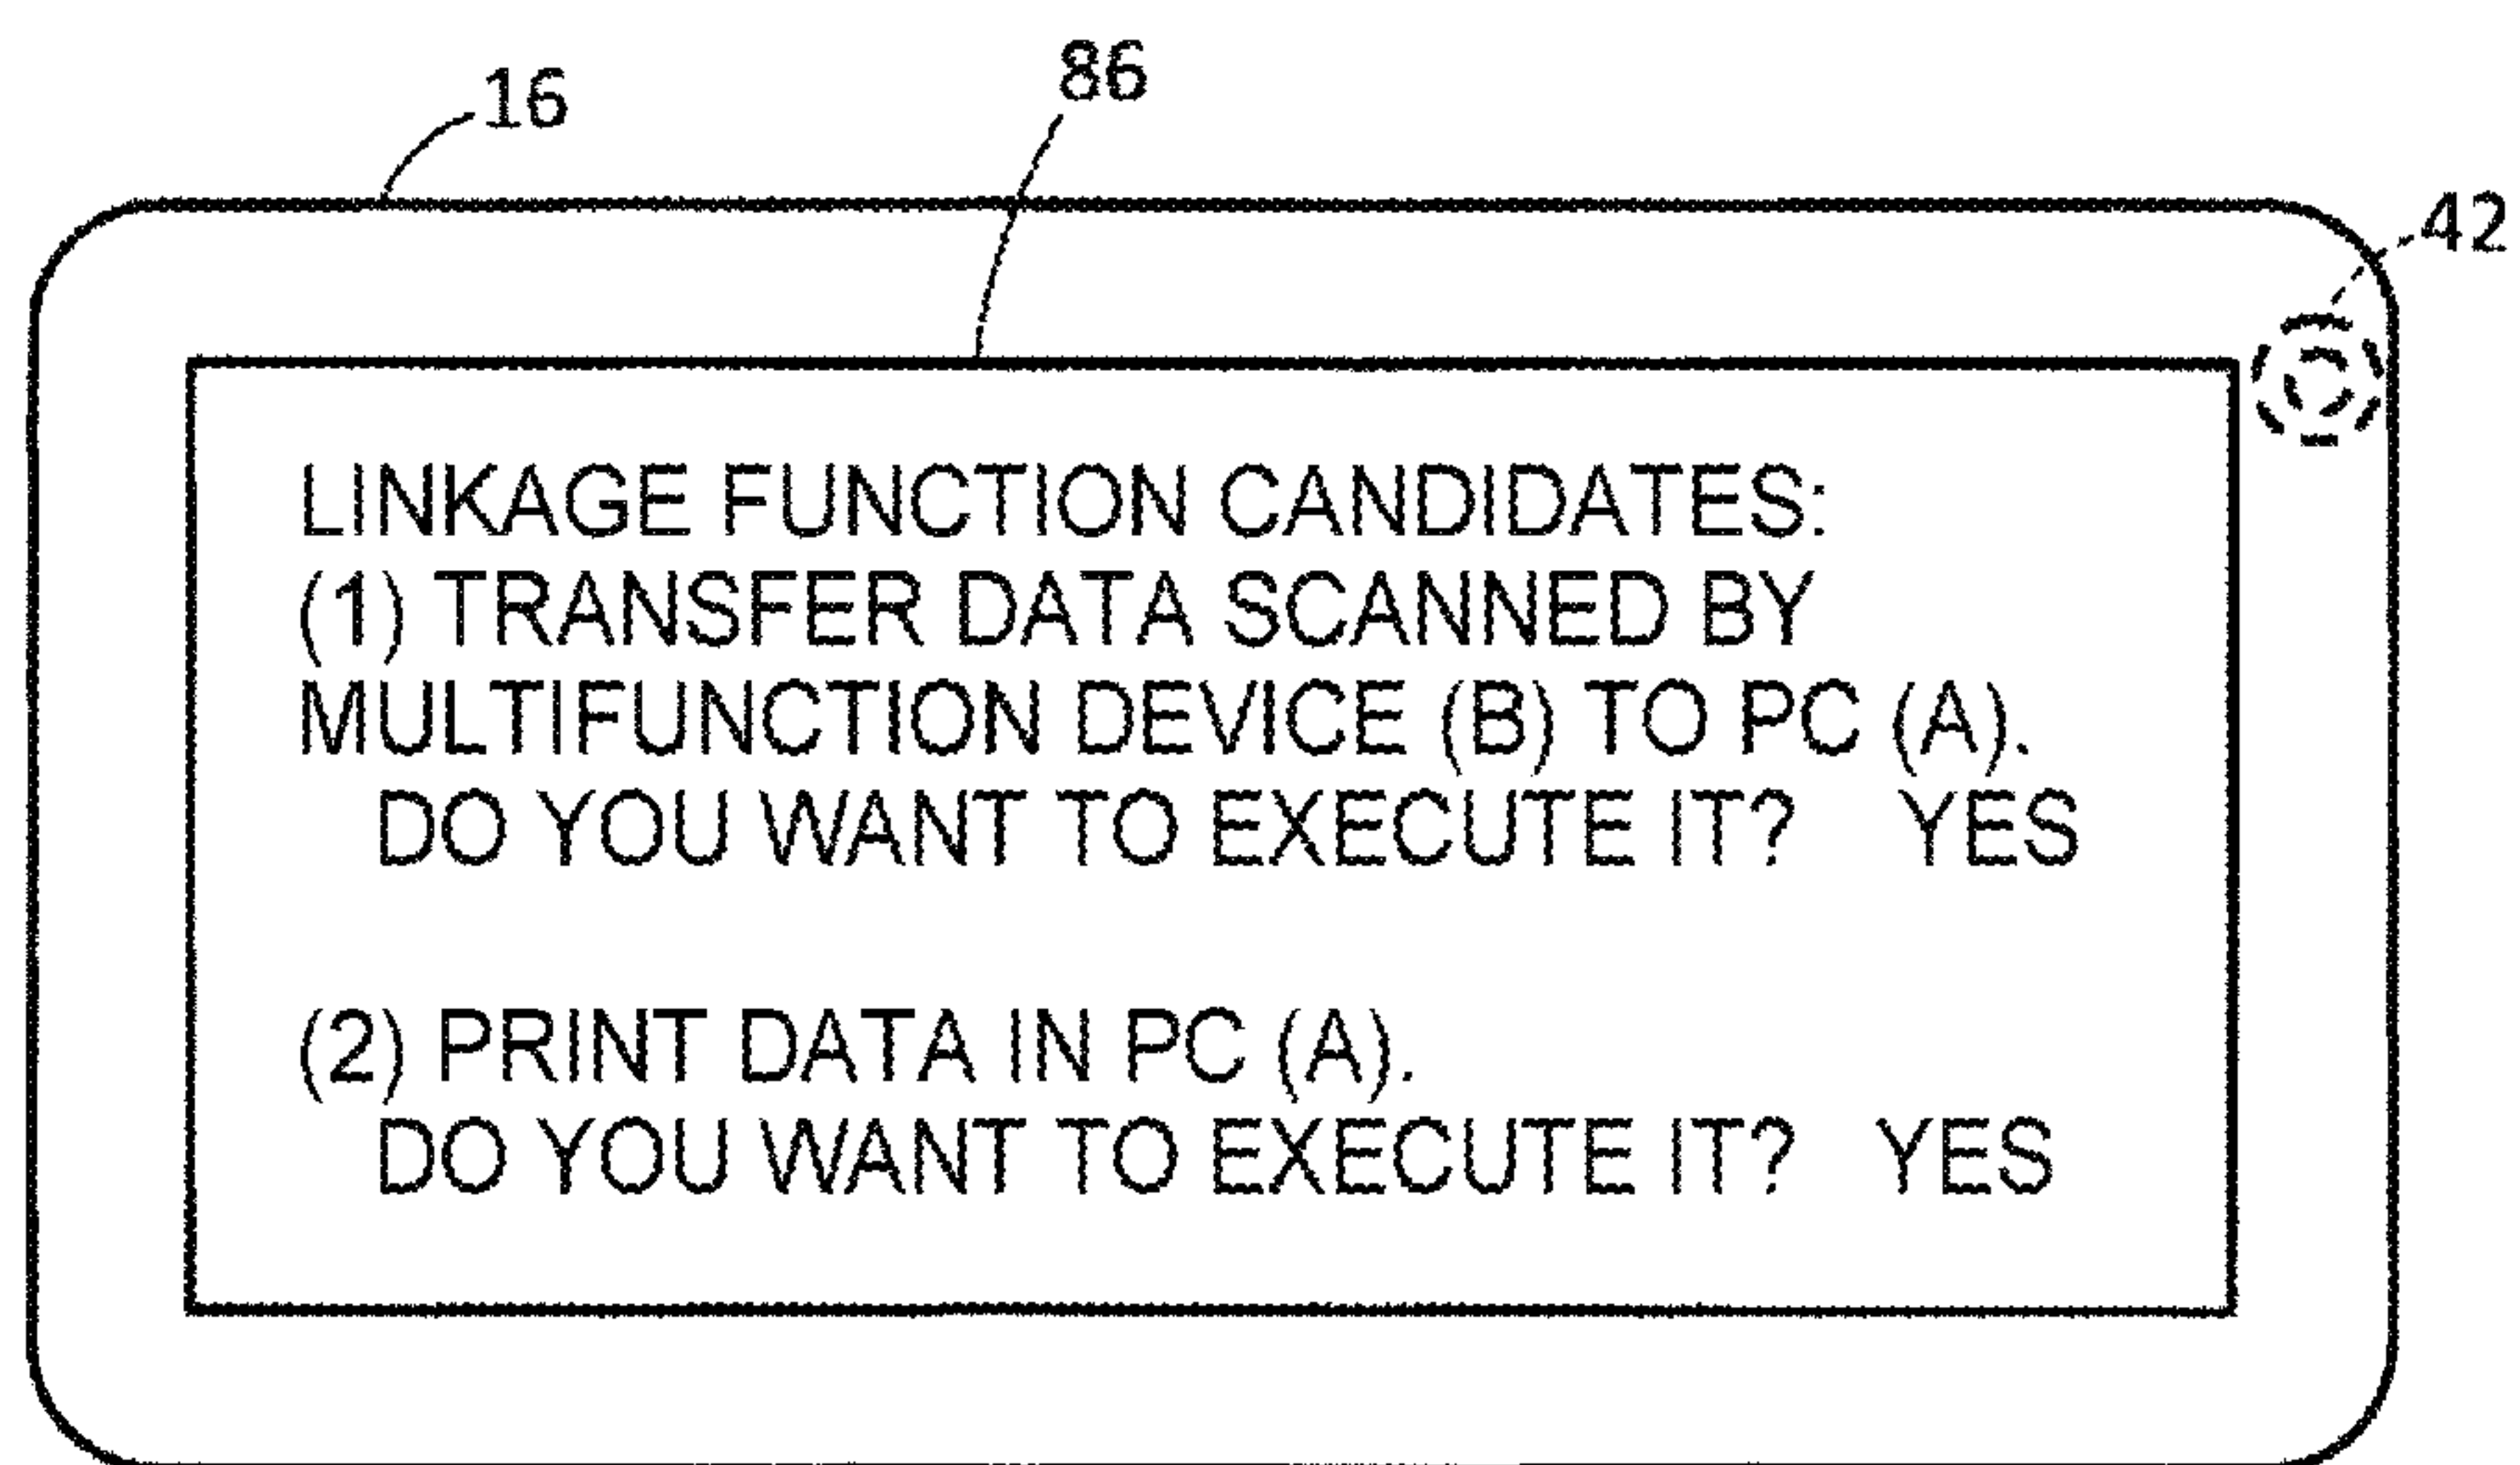 16
86
42
LINKAGE FUNCTION CANDIDATES:
(1) TRANSFER DATA SCANNED BY
MULTIFUNCTION DEVICE (B) TO PC (A).
DO YOU WANT TO EXECUTE IT? YES
(2) PRINT DATA IN PC (A).
DO YOU WANT TO EXECUTE IT? YES